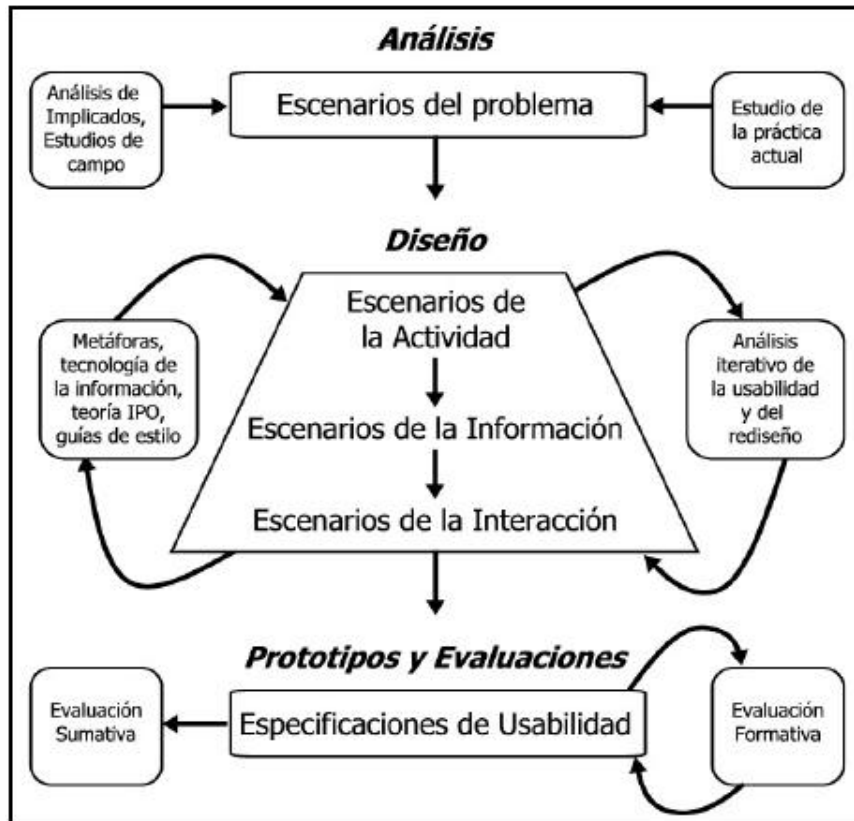 Análisis
Análisis de
Implicados,
Estudios de
campo
Escenarios del problema
Estudio de
la práctica
actual
Diseño
Metáforas,
tecnología de
la información,
teoría IPO,
guías de estilo
Escenarios de
la Actividad
Escenarios de la Información
Escenarios de la Interacción
Análisis
iterativo de
la usabilidad
y del
rediseño
Prototipos y Evaluaciones
Evaluación
Sumativa
Especificaciones de Usabilidad
Evaluación
Formativa